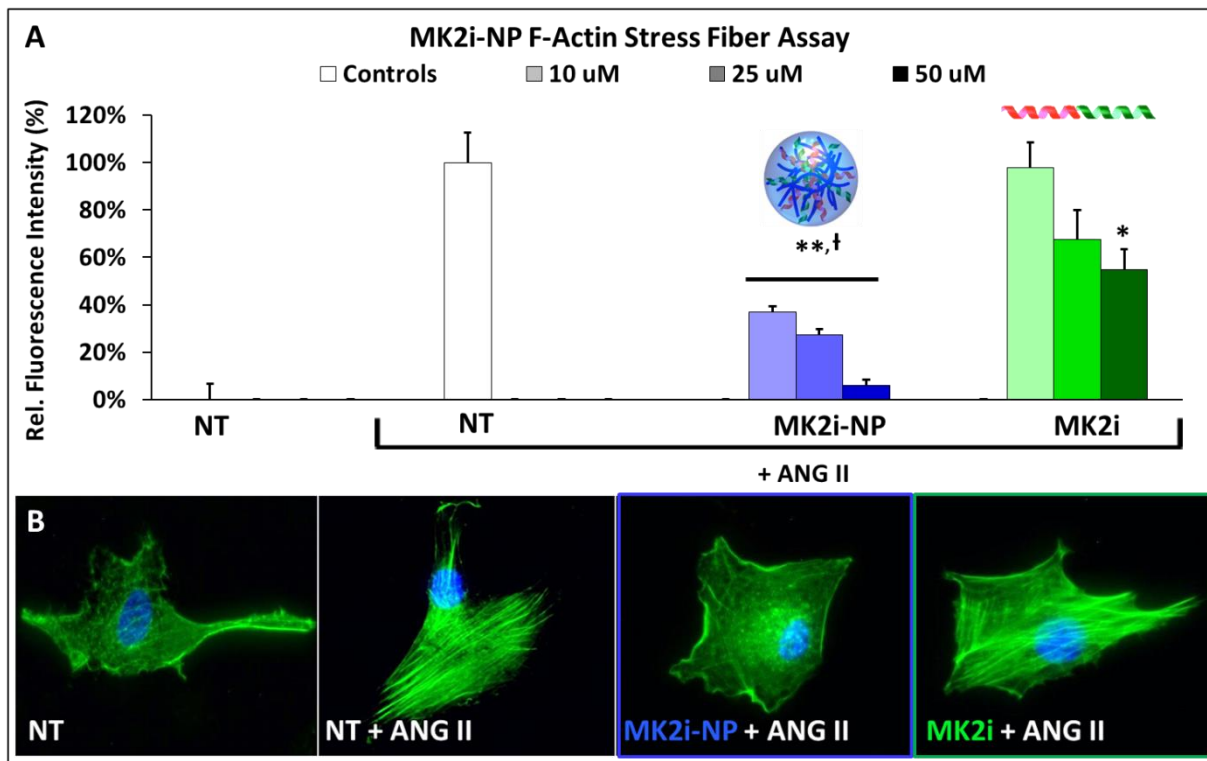 A
MK2i-NP F-Actin Stress Fiber Assay
Controls 10 uM 25 uM 50 uM
Rel. Fluorescence Intensity (%)
120%
100%
80%
60%
40%
20%
0%
**,ƚ
*
NT NT MK2i-NP MK2i
+ ANG II
B
NT
NT + ANG II
MK2i-NP + ANG II
MK2i + ANG II